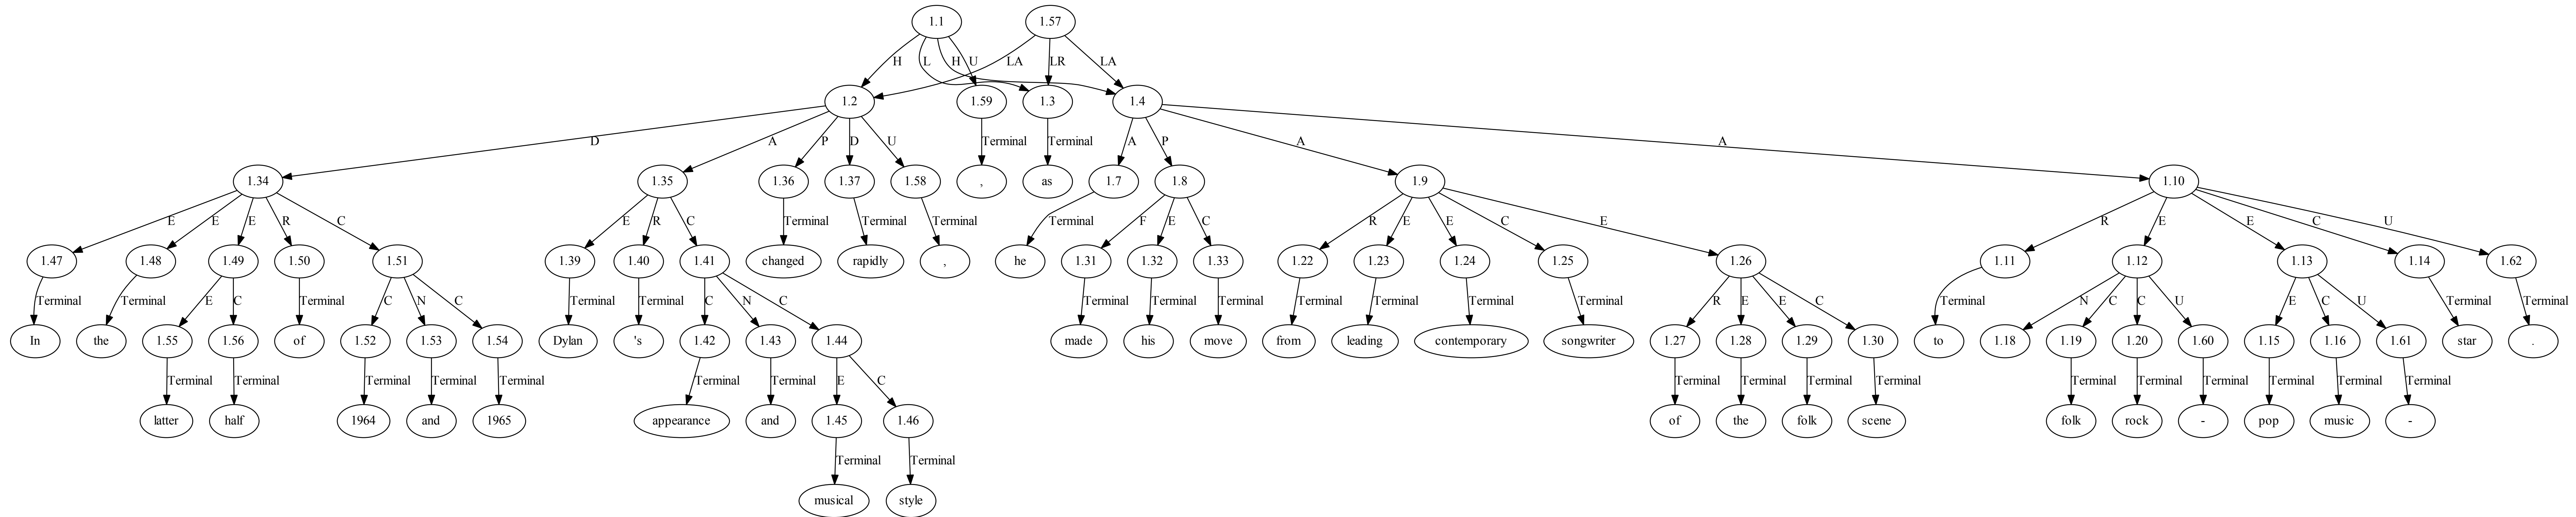 1.1 1.57
H L H U LA LR LA
1.2 1.59 1.3 1.4
D A P D U Terminal Terminal A P A A
1.34 1.35 1.36 1.37 1.58 , as 1.7 1.8 1.9 1.10
E E E R C E R C Terminal Terminal Terminal Terminal F E C R E E C E R E E C U
1.47 1.48 1.49 1.50 1.51 1.39 1.40 1.41 changed rapidly , he 1.31 1.32 1.33 1.22 1.23 1.24 1.25 1.26 1.11 1.12 1.13 1.14 1.62
Terminal Terminal E C Terminal C N C Terminal Terminal C N C Terminal Terminal Terminal Terminal Terminal Terminal Terminal R E E C Terminal N C C U E C U Terminal Terminal
In the 1.55 1.56 of 1.52 1.53 1.54 Dylan 's 1.42 1.43 1.44 made his move from leading contemporary songwriter 1.27 1.28 1.29 1.30 to 1.18 1.19 1.20 1.60 1.15 1.16 1.61 star .
Terminal Terminal Terminal Terminal Terminal Terminal Terminal E C Terminal Terminal Terminal Terminal Terminal Terminal Terminal Terminal Terminal Terminal
latter half 1964 and 1965 appearance and 1.45 1.46 of the folk scene folk rock - pop music -
Terminal Terminal
musical style